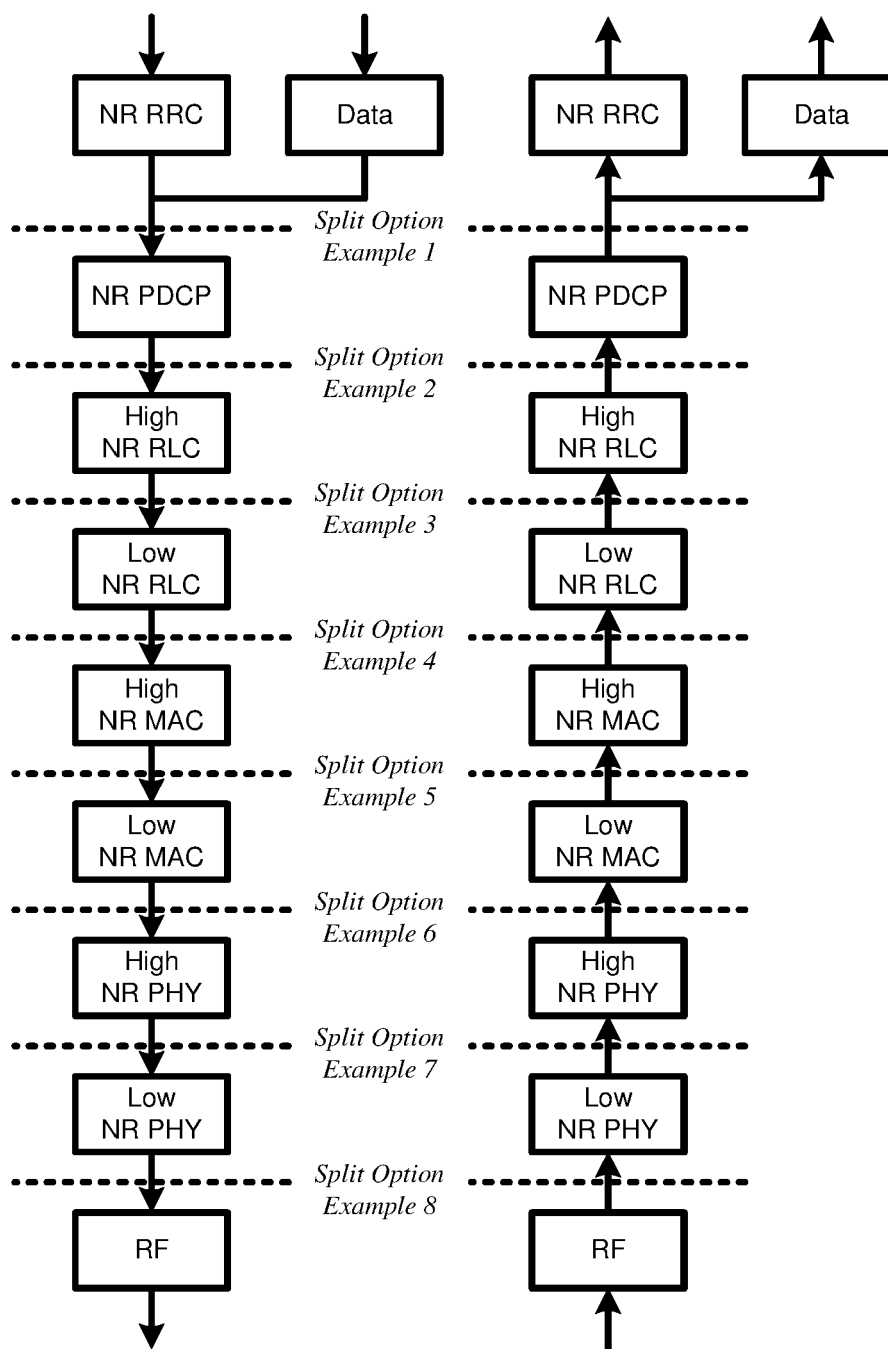 NR RRC
Data
NR RRC
Data
Split Option
Example 1
NR PDCP
NR PDCP
Split Option
Example 2
High
NR RLC
High
NR RLC
Split Option
Example 3
Low
NR RLC
Low
NR RLC
Split Option
Example 4
High
NR MAC
High
NR MAC
Split Option
Example 5
Low
NR MAC
Low
NR MAC
Split Option
Example 6
High
NR PHY
High
NR PHY
Split Option
Example 7
Low
NR PHY
Low
NR PHY
Split Option
Example 8
RF
RF